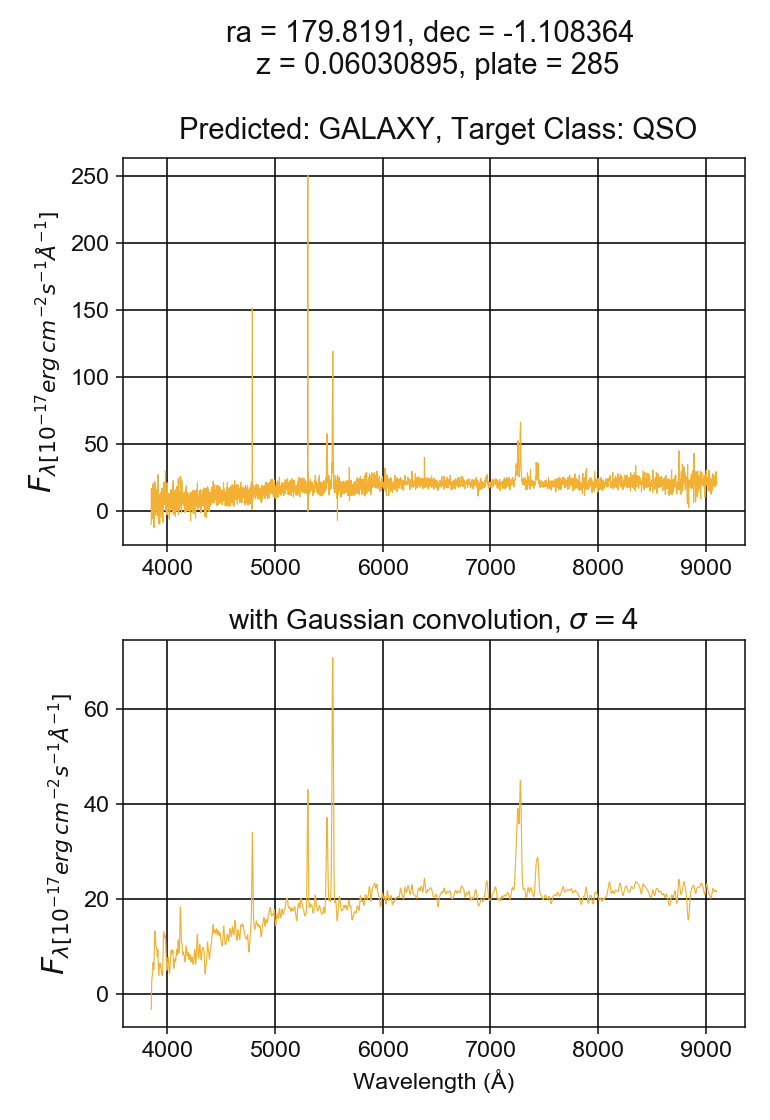 ra = 179.8191, dec = -1.108364
z = 0.06030895, plate = 285
Predicted: GALAXY, Target Class: QSO
250
200
150
100
50
0
F_λ[10^{-17} erg cm^{-2} s^{-1} Å^{-1}]
4000 5000 6000 7000 8000 9000
with Gaussian convolution, σ = 4
60
40
20
0
F_λ[10^{-17} erg cm^{-2} s^{-1} Å^{-1}]
4000 5000 6000 7000 8000 9000
Wavelength (Å)